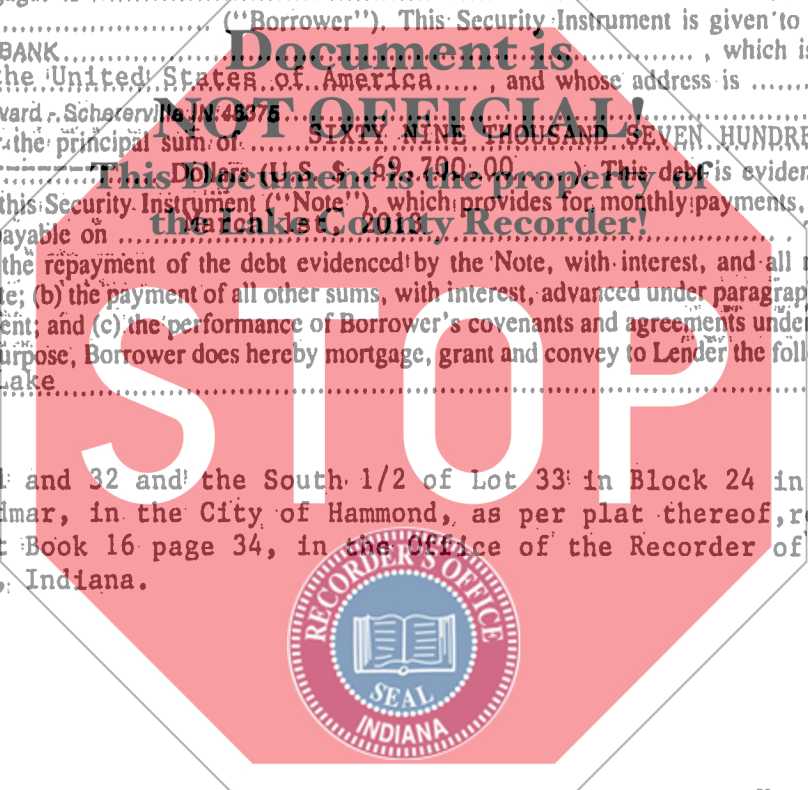 ("Borrower"). This Security Instrument is given to
Document is
BANK , which is
the United States of America , and whose address is
vard - Schererville IN 46375
NOT OFFICIAL!
the principal sum of SIXTY NINE THOUSAND SEVEN HUNDRE
Dollars (U.S. $ 69,700.00 ). This debt is eviden
This Document is the property of
this Security Instrument ("Note"), which provides for monthly payments,
the Lake County Recorder!
payable on March 1st, 2013
the repayment of the debt evidenced by the Note, with interest, and all
te; (b) the payment of all other sums, with interest, advanced under paragrap
ent; and (c) the performance of Borrower's covenants and agreements unde
urpose, Borrower does hereby mortgage, grant and convey to Lender the foll
Lake
STOP
and 32 and the South 1/2 of Lot 33 in Block 24 in
dmar, in the City of Hammond, as per plat thereof,re
t Book 16 page 34, in the Office of the Recorder of
, Indiana.
RECORDER'S OFFICE
SEAL
INDIANA